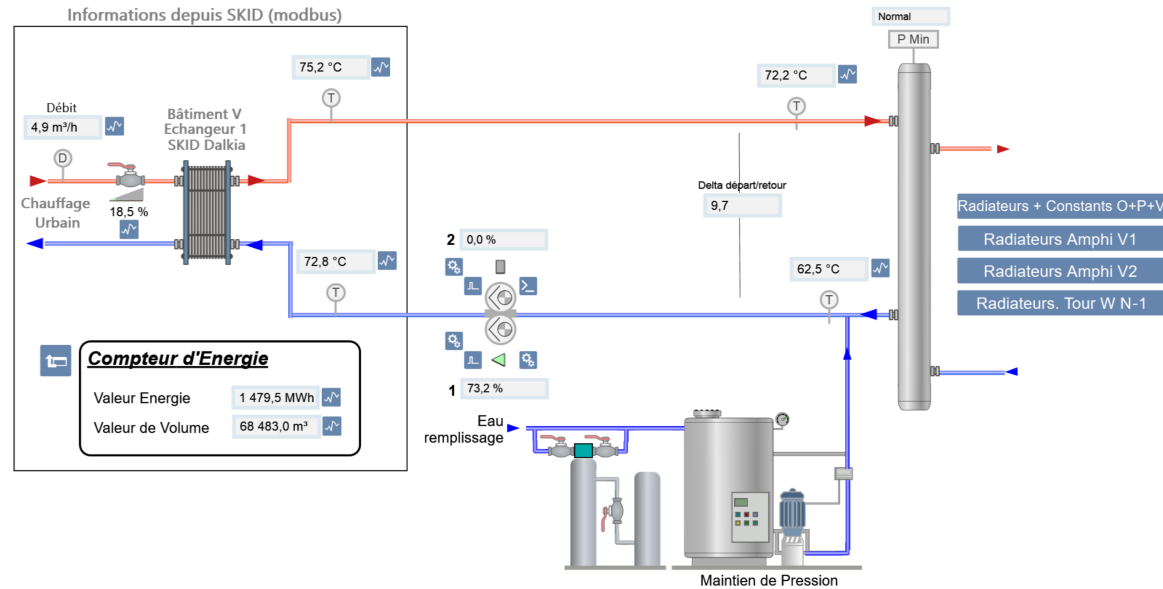 Informations depuis SKID (modbus)
Normal
P Min
75,2 °C
T
72,2 °C
T
Débit
4,9 m³/h
D
Bâtiment V
Echangeur 1
SKID Dalkia
Chauffage
Urbain
18,5 %
Delta départ/retour
9,7
Radiateurs + Constants O+P+V
Radiateurs Amphi V1
Radiateurs Amphi V2
Radiateurs. Tour W N-1
2 0,0 %
72,8 °C
T
62,5 °C
T
1 73,2 %
Compteur d'Energie
Valeur Energie 1 479,5 MWh
Valeur de Volume 68 483,0 m³
Eau
remplissage
Maintien de Pression